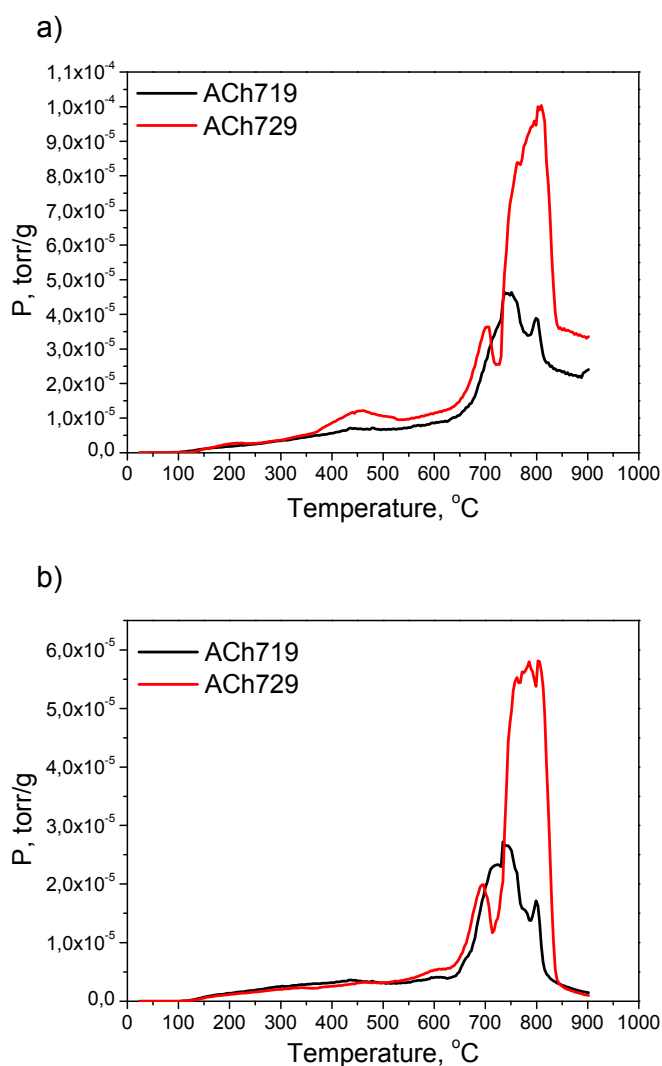 a)
1,1x10⁻⁴
1,0x10⁻⁴
9,0x10⁻⁵
8,0x10⁻⁵
7,0x10⁻⁵
6,0x10⁻⁵
5,0x10⁻⁵
4,0x10⁻⁵
3,0x10⁻⁵
2,0x10⁻⁵
1,0x10⁻⁵
0,0
P, torr/g
ACh719
ACh729
0 100 200 300 400 500 600 700 800 900 1000
Temperature, °C
b)
6,0x10⁻⁵
5,0x10⁻⁵
4,0x10⁻⁵
3,0x10⁻⁵
2,0x10⁻⁵
1,0x10⁻⁵
0,0
P, torr/g
ACh719
ACh729
0 100 200 300 400 500 600 700 800 900 1000
Temperature, °C